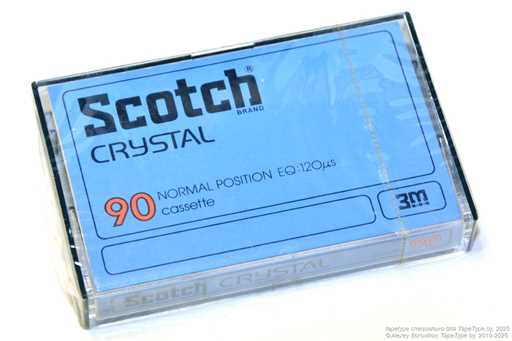 Scotch®
BRAND
CRYSTAL
90 NORMAL POSITION EQ:120μs
cassette
3M
Scotch CRYSTAL